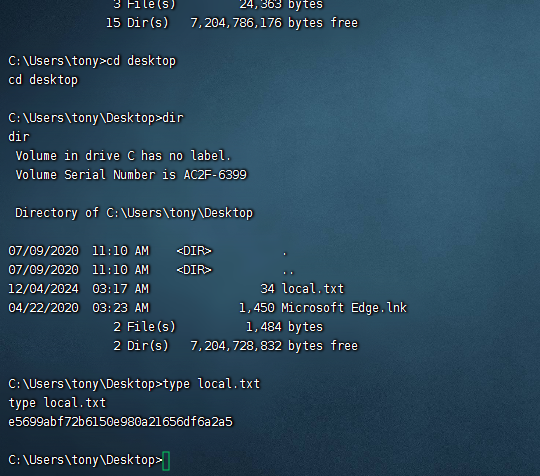 3 File(s) 24,363 bytes
15 Dir(s) 7,204,786,176 bytes free
C:\Users\tony>cd desktop
cd desktop
C:\Users\tony\Desktop>dir
dir
Volume in drive C has no label.
Volume Serial Number is AC2F-6399
Directory of C:\Users\tony\Desktop
07/09/2020 11:10 AM <DIR> .
07/09/2020 11:10 AM <DIR> ..
12/04/2024 03:17 AM 34 local.txt
04/22/2020 03:23 AM 1,450 Microsoft Edge.lnk
2 File(s) 1,484 bytes
2 Dir(s) 7,204,728,832 bytes free
C:\Users\tony\Desktop>type local.txt
type local.txt
e5699abf72b6150e980a21656df6a2a5
C:\Users\tony\Desktop>